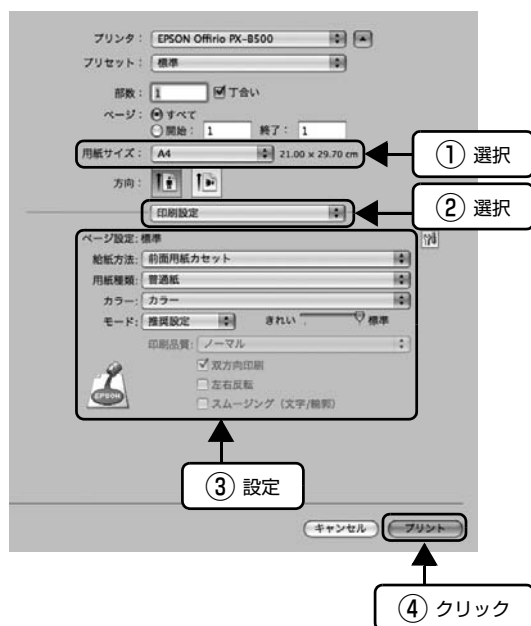 プリンタ： EPSON Offirio PX-B500
プリセット： 標準
部数： 1 丁合い
ページ： すべて
開始： 1 終了： 1
用紙サイズ： A4 21.00 x 29.70 cm
① 選択
方向：
印刷設定
② 選択
ページ設定: 標準
給紙方法: 前面用紙カセット
用紙種類: 普通紙
カラー: カラー
モード: 推奨設定 きれい 標準
印刷品質: ノーマル
双方向印刷
左右反転
スムージング（文字/輪郭）
EPSON
③ 設定
キャンセル プリント
④ クリック